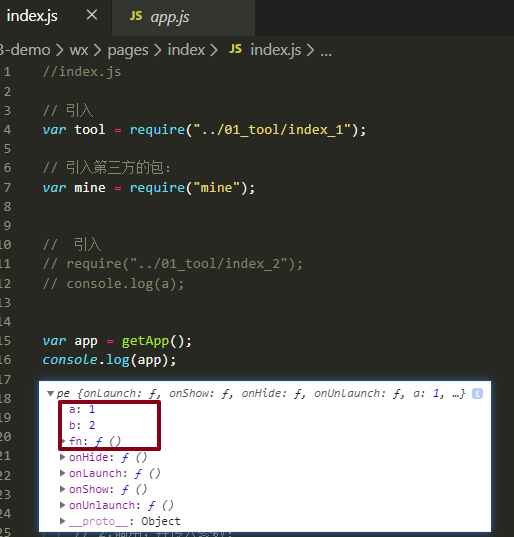 index.js
JS app.js
3-demo > wx > pages > index > JS index.js > ...
1 //index.js
2
3 // 引入
4 var tool = require("../01_tool/index_1");
5
6 // 引入第三方的包:
7 var mine = require("mine");
8
9
10 // 引入
11 // require("../01_tool/index_2");
12 // console.log(a);
13
14
15 var app = getApp();
16 console.log(app);
17
18 pe {onLaunch: ƒ, onShow: ƒ, onHide: ƒ, onUnlaunch: ƒ, a: 1, …} i
19 a: 1
20 b: 2
fn: ƒ ()
21 onHide: ƒ ()
22 onLaunch: ƒ ()
23 onShow: ƒ ()
24 onUnlaunch: ƒ ()
__proto__: Object
25